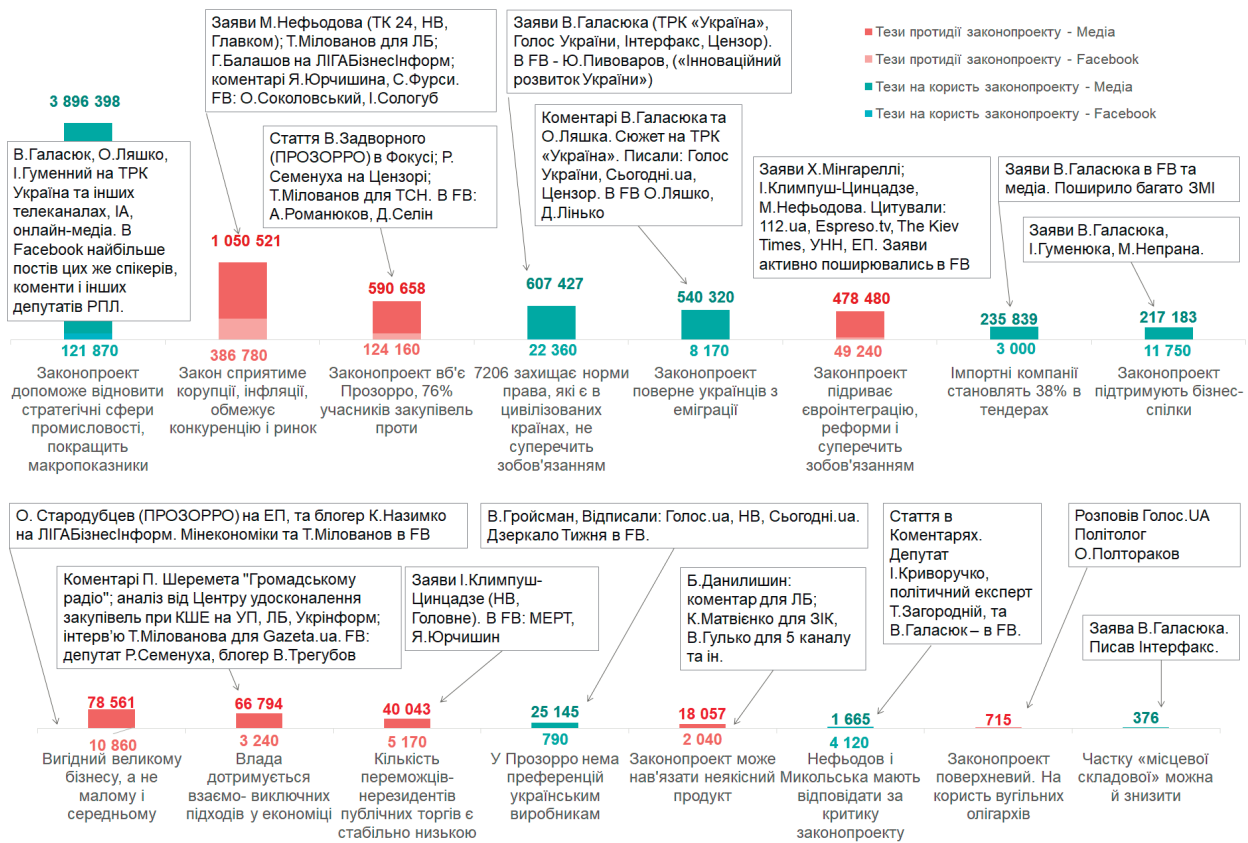 Тези протидії законопроекту - Медіа
Тези протидії законопроекту - Facebook
Тези на користь законопроекту - Медіа
Тези на користь законопроекту - Facebook
3 896 398
В.Галасюк, О.Ляшко,
І.Гуменний на ТРК
Україна та інших
телеканалах, ІА,
онлайн-медіа. В
Facebook найбільше
постів цих же спікерів,
коменти і інших
депутатів РПЛ.
121 870
Законопроект
допоможе відновити
стратегічні сфери
промисловості,
покращить
макропоказники
Заяви М.Нефьодова (ТК 24, НВ,
Главком); Т.Мілованов для ЛБ;
Г.Балашов на ЛІГАБізнесІнформ;
коментарі Я.Юрчишина, С.Фурси.
FB: О.Соколовський, І.Сологуб
1 050 521
386 780
Закон сприятиме
корупції, інфляції,
обмежує
конкуренцію і ринок
Стаття В.Задворного
(ПРОЗОРРО) в Фокусі; Р.
Семенуха на Цензорі;
Т.Мілованов для ТСН. В FB:
А.Романюков, Д.Селін
590 658
124 160
Законопроект вб'є
Прозорро, 76%
учасників закупівель
проти
Заяви В.Галасюка (ТРК «Україна»,
Голос України, Інтерфакс, Цензор).
В FB - Ю.Пивоваров, («Інноваційний
розвиток України»)
607 427
22 360
7206 захищає норми
права, які є в
цивілізованих
країнах, не
суперечить
зобов'язанням
Коментарі В.Галасюка та
О.Ляшка. Сюжет на ТРК
«Україна». Писали: Голос
України, Сьогодні.ua,
Цензор. В FB О.Ляшко,
Д.Лінько
540 320
8 170
Законопроект
поверне українців з
еміграції
Заяви Х.Мінгареллі;
І.Климпуш-Цинцадзе,
М.Нефьодова. Цитували:
112.ua, Espreso.tv, The Kiev
Times, УНН, ЕП. Заяви
активно поширювались в FB
478 480
49 240
Законпроект
підриває
євроінтеграцію,
реформи і
суперечить
зобов'язанням
Заяви В.Галасюка в FB та
медіа. Поширило багато ЗМІ
235 839
3 000
Імпортні компанії
становлять 38% в
тендерах
Заяви В.Галасюка,
І.Гуменюка, М.Непрана.
217 183
11 750
Законопроект
підтримують бізнес-
спілки
О. Стародубцев (ПРОЗОРРО) на ЕП, та блогер К.Назимко
на ЛІГАБізнесІнформ. Мінекономіки та Т.Мілованов в FB
78 561
10 860
Вигідний великому
бізнесу, а не
малому і
середньому
Коментарі П. Шеремета "Громадському
радіо"; аналіз від Центру удосконалення
закупівель при КШЕ на УП, ЛБ, Укрінформ;
інтерв'ю Т.Мілованова для Gazeta.ua. FB:
депутат Р.Семенуха, блогер В.Трегубов
66 794
3 240
Влада
дотримується
взаємо- виключних
підходів у економіці
Заяви І.Климпуш-
Цинцадзе (НВ,
Головне). В FB: МЕРТ,
Я.Юрчишин
40 043
5 170
Кількість
переможців-
нерезидентів
публічних торгів є
стабільно низькою
В.Гройсман, Відписали: Голос.ua, НВ, Сьогодні.ua.
Дзеркало Тижня в FB.
25 145
790
У Прозорро нема
преференцій
українським
виробникам
Б.Данилишин:
коментар для ЛБ;
К.Матвієнко для ЗІК,
В.Гулько для 5 каналу
та ін.
18 057
2 040
Законопроект може
нав'язати неякісний
продукт
Стаття в
Коментарях.
Депутат
І.Криворучко,
політичний експерт
Т.Загородній, та
В.Галасюк – в FB.
1 665
4 120
Нефьодов і
Микольська мають
відповідати за
критику
законопроекту
Розповів Голос.UA
Політолог
О.Полтораков
715
Законопроект
поверхневий. На
користь вугільних
олігархів
Заява В.Галасюка.
Писав Інтерфакс.
376
Частку «місцевої
складової» можна
й знизити